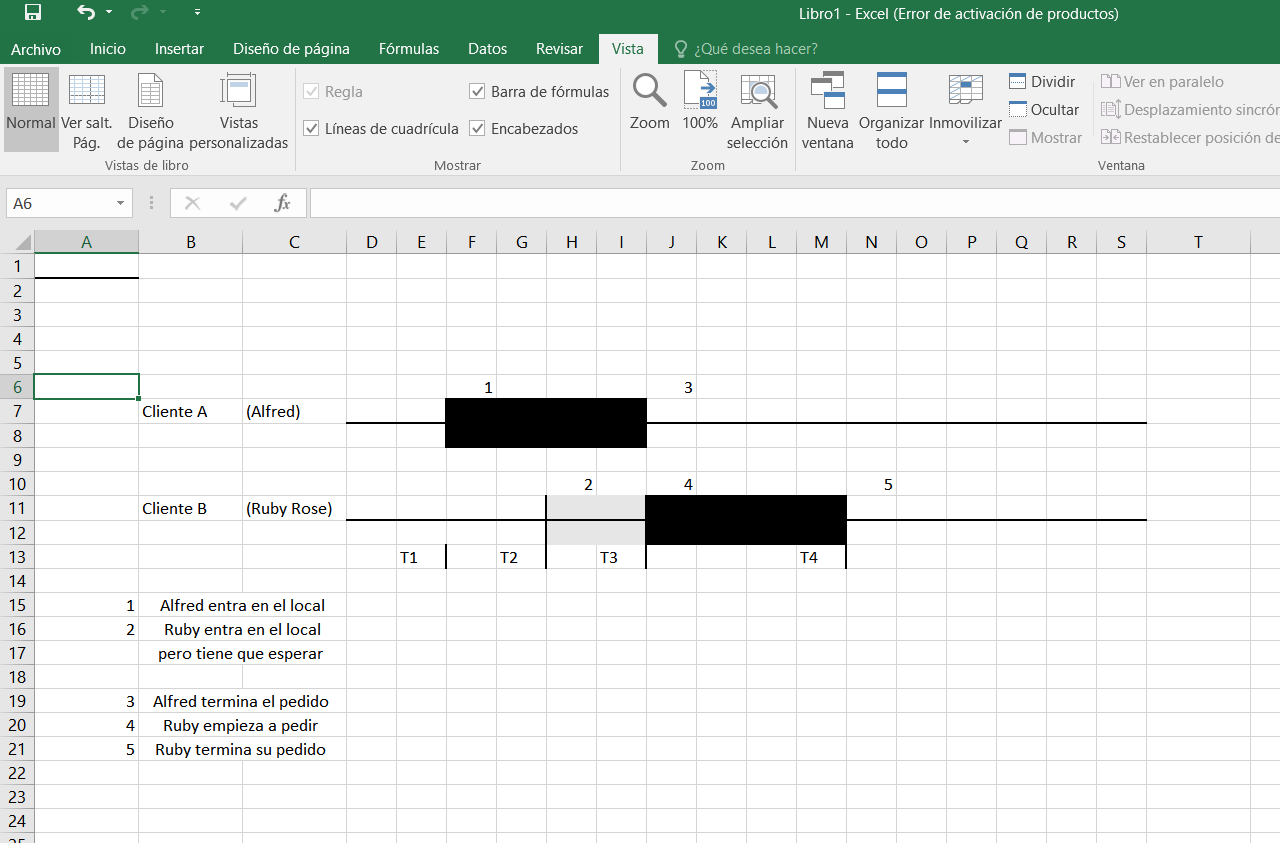 Libro1 - Excel (Error de activación de productos)
Archivo Inicio Insertar Diseño de página Fórmulas Datos Revisar Vista ¿Qué desea hacer?
Normal
Ver salt. Pág.
Diseño de página
Vistas personalizadas
Vistas de libro
Regla
Barra de fórmulas
Líneas de cuadrícula
Encabezados
Mostrar
Zoom
100
100%
Ampliar selección
Zoom
Nueva ventana
Organizar todo
Inmovilizar
Dividir
Ocultar
Mostrar
Ver en paralelo
Desplazamiento sincrón
Restablecer posición de
Ventana
A6 fx
A B C D E F G H I J K L M N O P Q R S T
1
2
3
4
5
6 1 3
7 Cliente A (Alfred)
8
9
10 2 4 5
11 Cliente B (Ruby Rose)
12
13 T1 T2 T3 T4
14
15 1 Alfred entra en el local
16 2 Ruby entra en el local
17 pero tiene que esperar
18
19 3 Alfred termina el pedido
20 4 Ruby empieza a pedir
21 5 Ruby termina su pedido
22
23
24
25